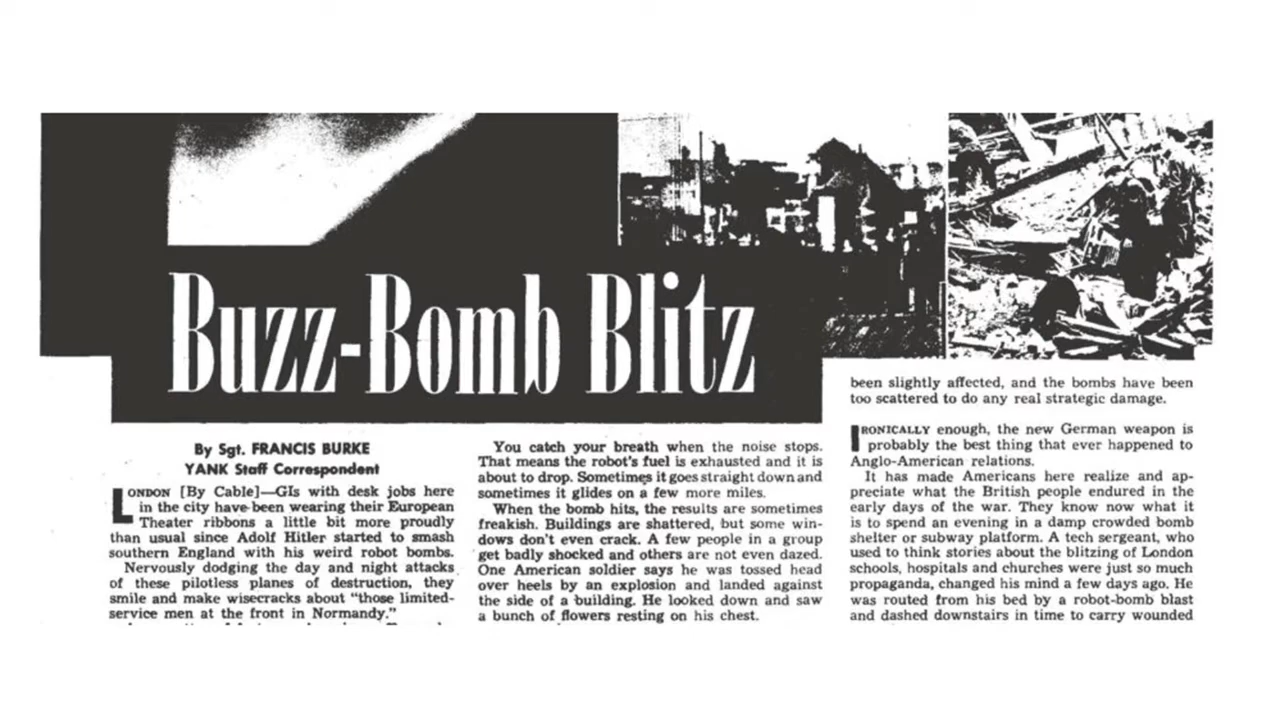 Buzz-Bomb Blitz
By Sgt. FRANCIS BURKE
YANK Staff Correspondent
LONDON [By Cable]—GIs with desk jobs here
in the city have been wearing their European
Theater ribbons a little bit more proudly
than usual since Adolf Hitler started to smash
southern England with his weird robot bombs.
Nervously dodging the day and night attacks
of these pilotless planes of destruction, they
smile and make wisecracks about "those limited-
service men at the front in Normandy."
You catch your breath when the noise stops.
That means the robot's fuel is exhausted and it is
about to drop. Sometimes it goes straight down and
sometimes it glides on a few more miles.
When the bomb hits, the results are sometimes
freakish. Buildings are shattered, but some win-
dows don't even crack. A few people in a group
get badly shocked and others are not even dazed.
One American soldier says he was tossed head
over heels by an explosion and landed against
the side of a building. He looked down and saw
a bunch of flowers resting on his chest.
been slightly affected, and the bombs have been
too scattered to do any real strategic damage.
IRONICALLY enough, the new German weapon is
probably the best thing that ever happened to
Anglo-American relations.
It has made Americans here realize and ap-
preciate what the British people endured in the
early days of the war. They know now what it
is to spend an evening in a damp crowded bomb
shelter or subway platform. A tech sergeant, who
used to think stories about the blitzing of London
schools, hospitals and churches were just so much
propaganda, changed his mind a few days ago. He
was routed from his bed by a robot-bomb blast
and dashed downstairs in time to carry wounded